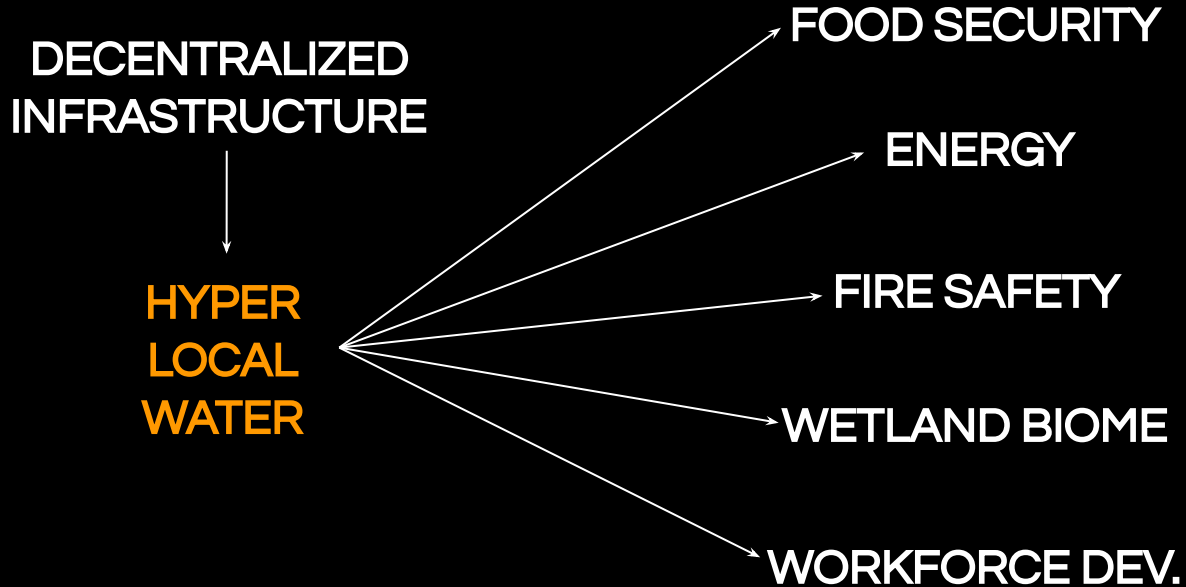 DECENTRALIZED
INFRASTRUCTURE
HYPER
LOCAL
WATER
FOOD SECURITY
ENERGY
FIRE SAFETY
WETLAND BIOME
WORKFORCE DEV.